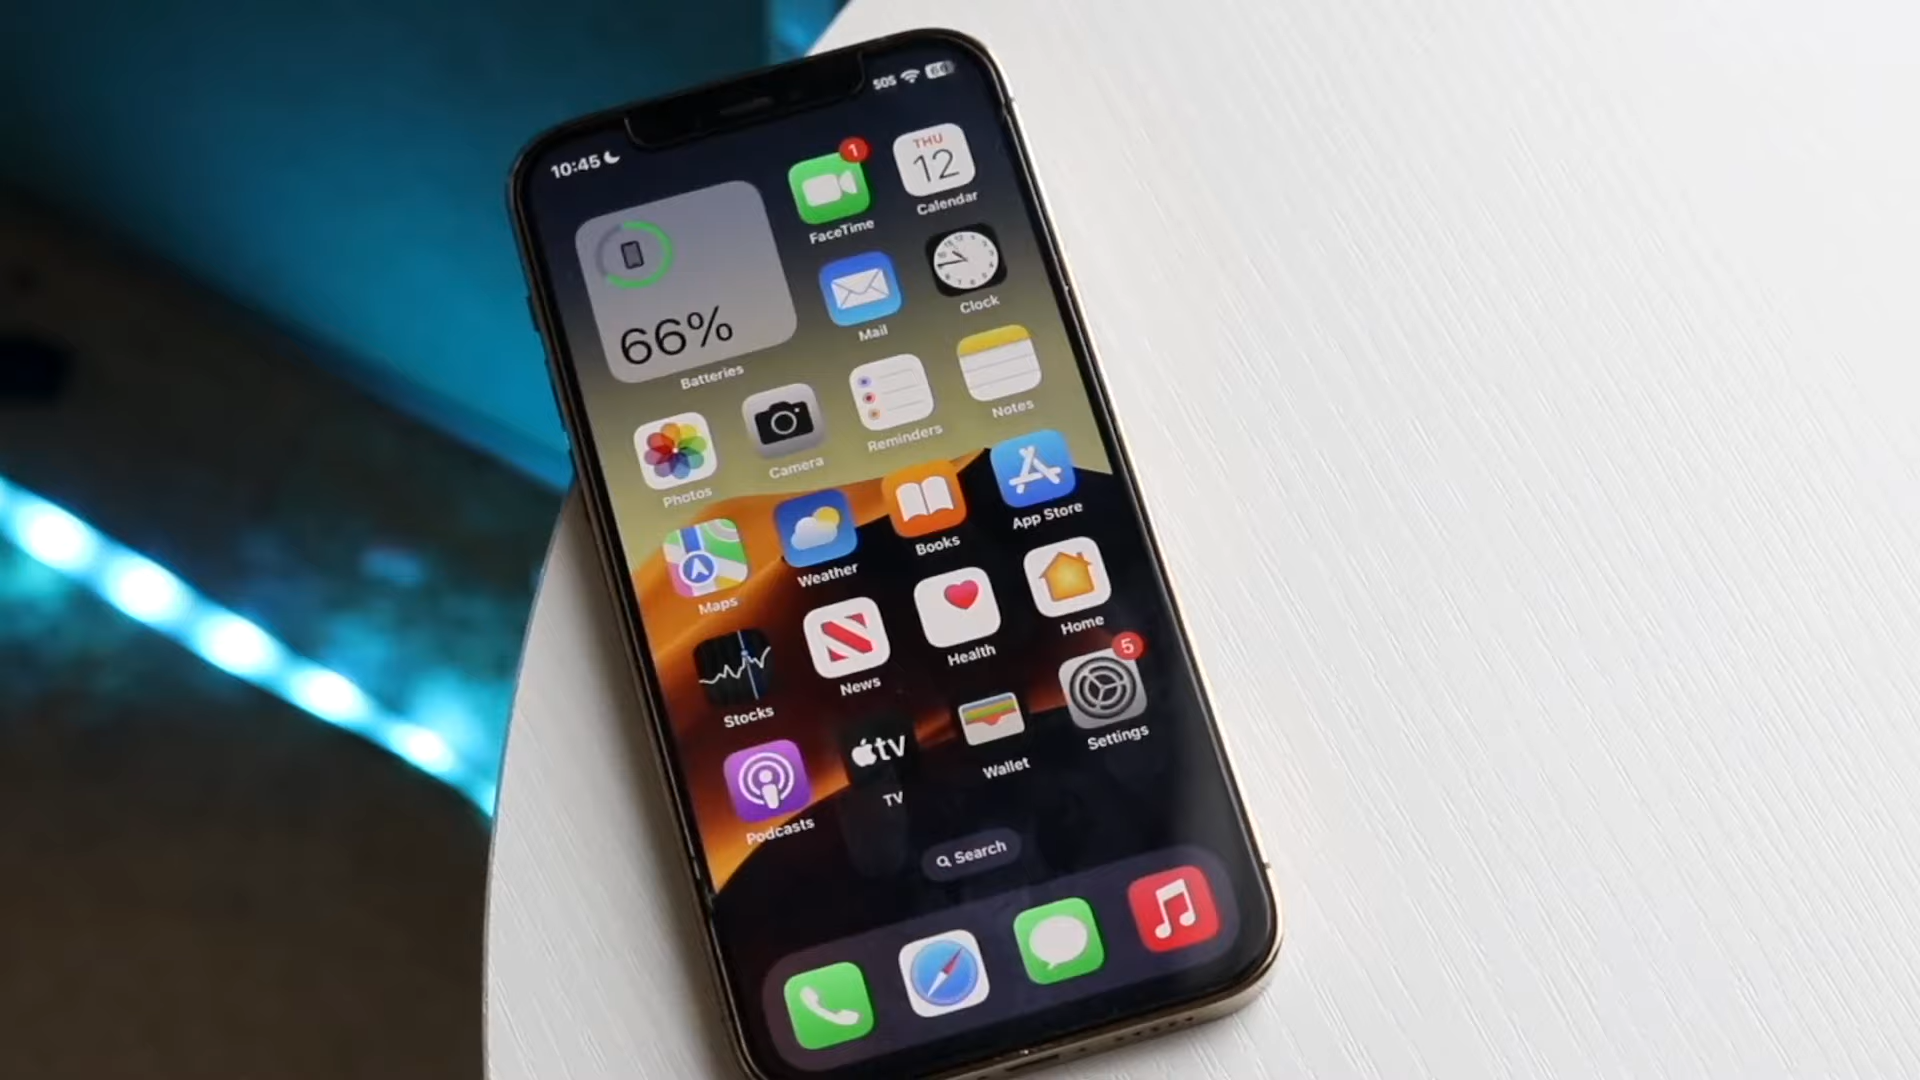 10:45
SOS
66%
Batteries
1
FaceTime
THU
12
Calendar
Mail
Clock
Photos
Camera
Reminders
Notes
Maps
Weather
Books
App Store
Stocks
News
Health
Home
5
Podcasts
tv
TV
Wallet
Settings
Search